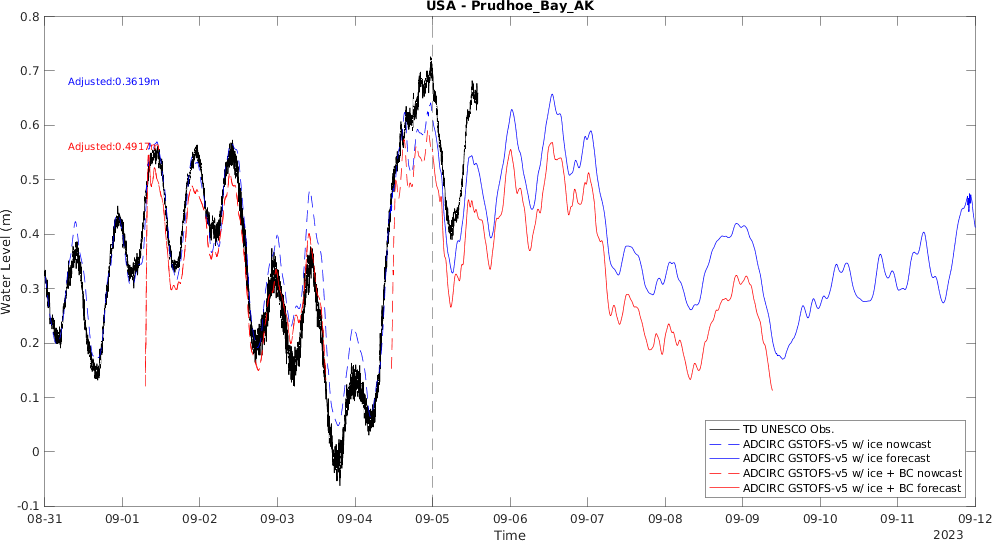 USA - Prudhoe_Bay_AK
0.8
0.7
0.6
0.5
0.4
0.3
0.2
0.1
0
-0.1
Water Level (m)
Adjusted:0.3619m
Adjusted:0.4917m
TD UNESCO Obs.
ADCIRC GSTOFS-v5 w/ ice nowcast
ADCIRC GSTOFS-v5 w/ ice forecast
ADCIRC GSTOFS-v5 w/ ice + BC nowcast
ADCIRC GSTOFS-v5 w/ ice + BC forecast
08-31 09-01 09-02 09-03 09-04 09-05 09-06 09-07 09-08 09-09 09-10 09-11 09-12
Time
2023